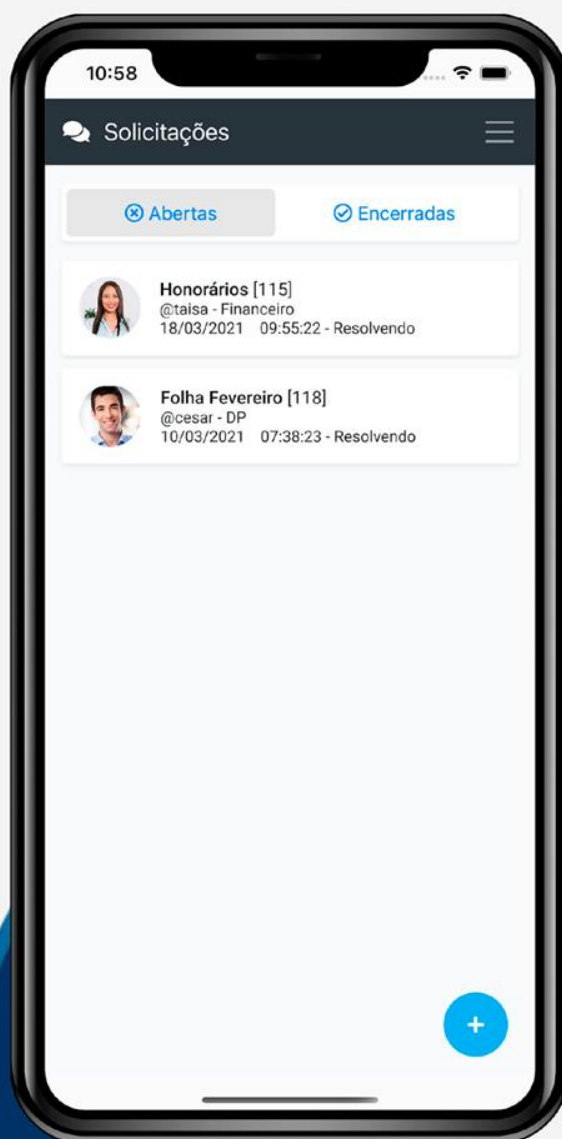 10:58
Solicitações
Abertas
Encerradas
Honorários [115]
@taisa - Financeiro
18/03/2021 09:55:22 - Resolvendo
Folha Fevereiro [118]
@cesar - DP
10/03/2021 07:38:23 - Resolvendo
+